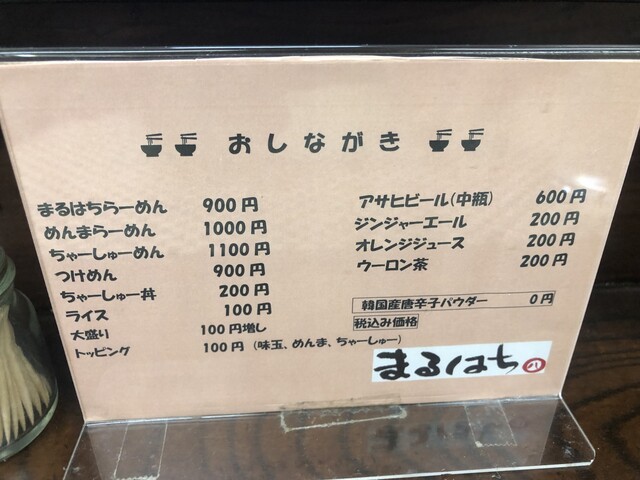 おしながき
まるはちらーめん 900円
めんまらーめん 1000円
ちゃーしゅーめん 1100円
つけめん 900円
ちゃーしゅー丼 200円
ライス 100円
大盛り 100円増し
トッピング 100円 (味玉、めんま、ちゃーしゅー)
アサヒビール(中瓶) 600円
ジンジャーエール 200円
オレンジジュース 200円
ウーロン茶 200円
韓国産唐辛子パウダー 0円
税込み価格
まるはち 八